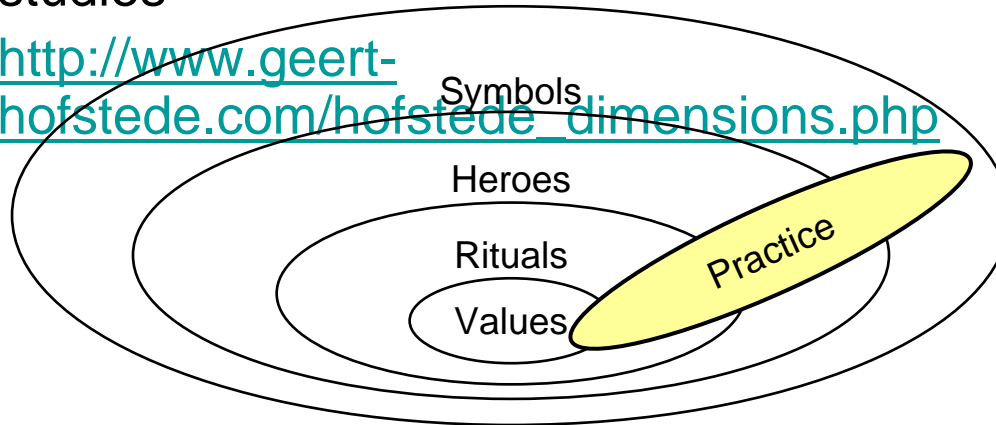 http://www.geert-
hofstede.com/hofstede_dimensions.php
Symbols
Heroes
Rituals
Practice
Values